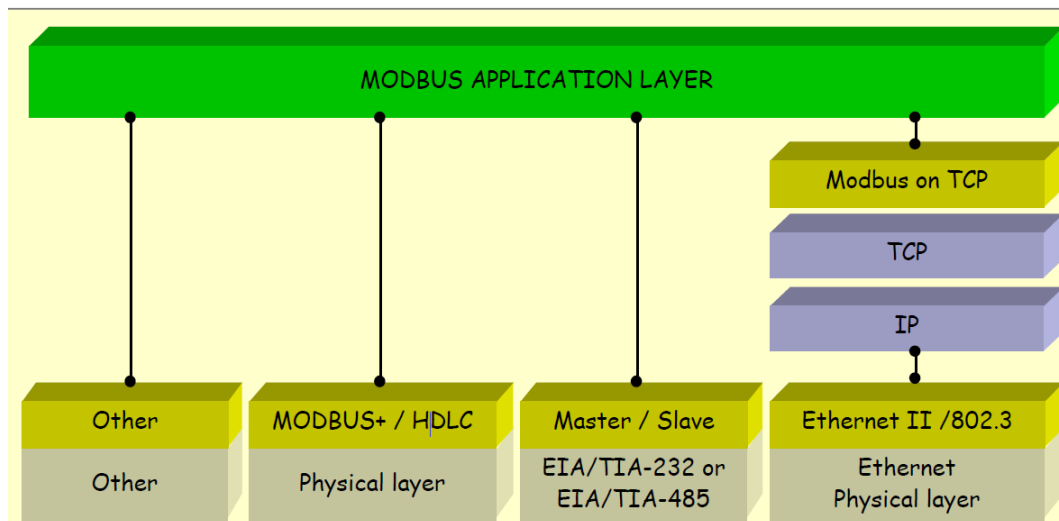 MODBUS APPLICATION LAYER
Modbus on TCP
TCP
IP
Other
MODBUS+ / HDLC
Master / Slave
Ethernet II /802.3
Other
Physical layer
EIA/TIA-232 or
EIA/TIA-485
Ethernet
Physical layer